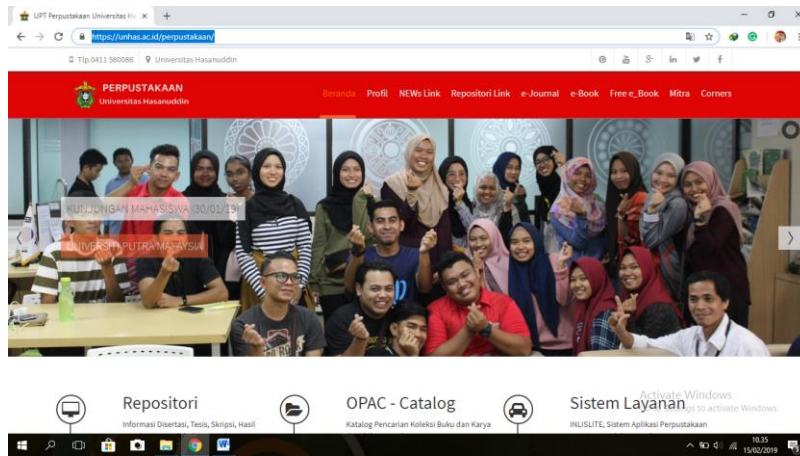 UPT Perpustakaan Universitas Ha
https://unhas.ac.id/perpustakaan/
Tlp.0411 580086 Universitas Hasanuddin
PERPUSTAKAAN
Universitas Hasanuddin
Beranda Profil NEWs Link Repositori Link e-Journal e-Book Free e_Book Mitra Corners
KUNJUNGAN MAHASISWA (30/01/19)
UNIVERSITI PUTRA MALAYSIA
Repositori OPAC - Catalog Sistem Layanan
Informasi Disertasi, Tesis, Skripsi, Hasil Katalog Pencarian Koleksi Buku dan Karya INLISLITE, Sistem Aplikasi Perpustakaan
Activate Windows
to activate Windows.
10.35
15/02/2019